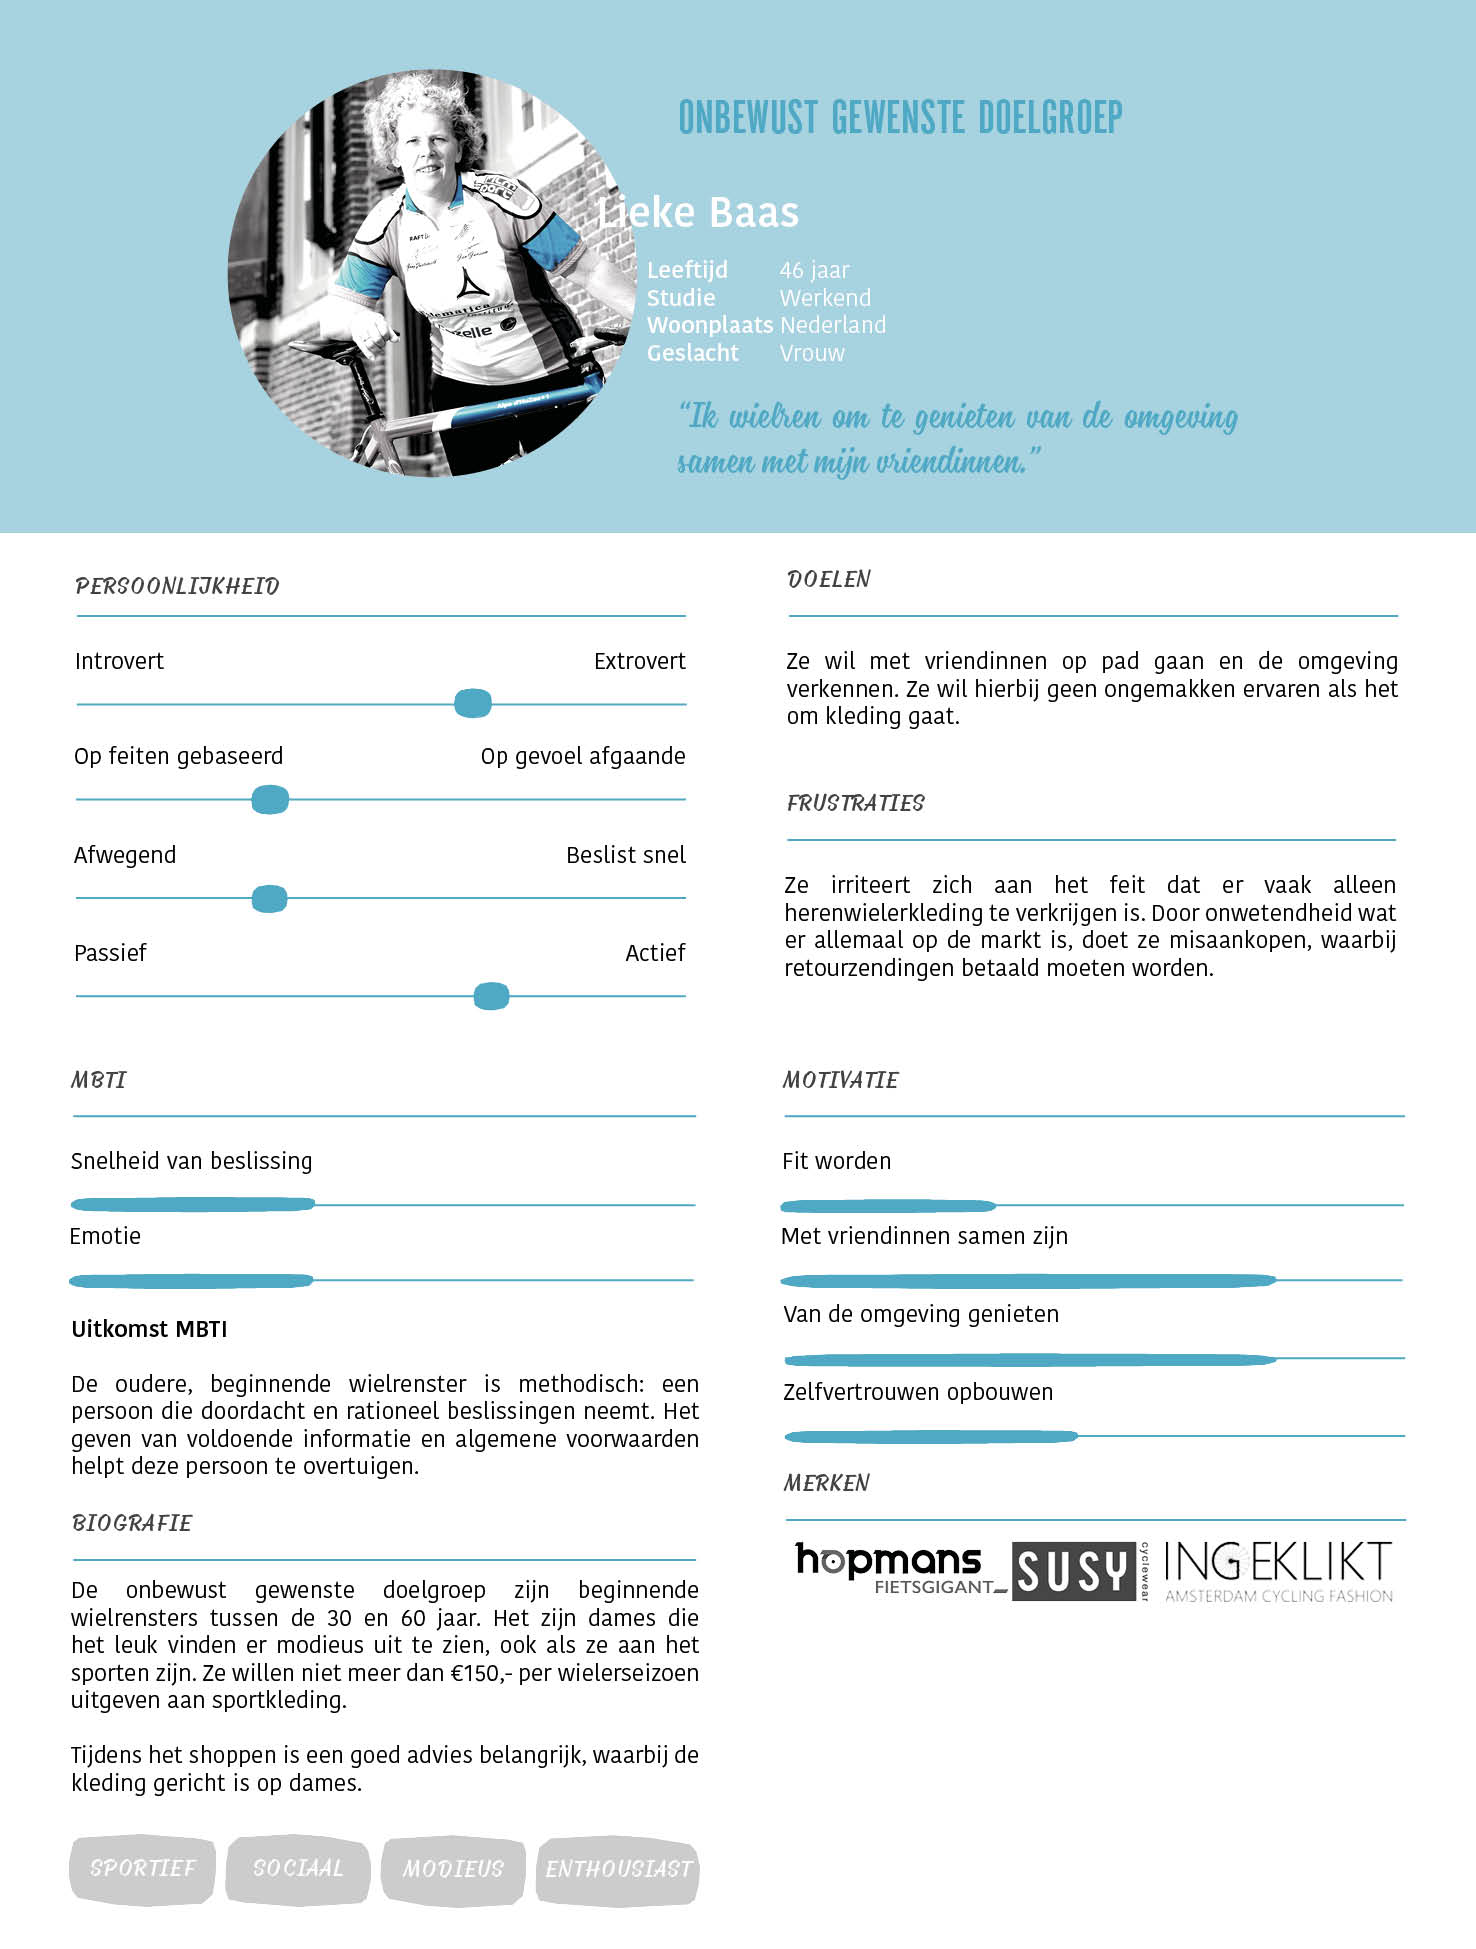 ONBEWUST GEWENSTE DOELGROEP
Lieke Baas
Leeftijd 46 jaar
Studie Werkend
Woonplaats Nederland
Geslacht Vrouw
“Ik wielren om te genieten van de omgeving
samen met mijn vriendinnen.”
PERSOONLIJKHEID
Introvert Extrovert
Op feiten gebaseerd Op gevoel afgaande
Afwegend Beslist snel
Passief Actief
MBTI
Snelheid van beslissing
Emotie
Uitkomst MBTI
De oudere, beginnende wielrenster is methodisch: een
persoon die doordacht en rationeel beslissingen neemt. Het
geven van voldoende informatie en algemene voorwaarden
helpt deze persoon te overtuigen.
BIOGRAFIE
De onbewust gewenste doelgroep zijn beginnende
wielrensters tussen de 30 en 60 jaar. Het zijn dames die
het leuk vinden er modieus uit te zien, ook als ze aan het
sporten zijn. Ze willen niet meer dan €150,- per wielerseizoen
uitgeven aan sportkleding.
Tijdens het shoppen is een goed advies belangrijk, waarbij de
kleding gericht is op dames.
SPORTIEF SOCIAAL MODIEUS ENTHOUSIAST
DOELEN
Ze wil met vriendinnen op pad gaan en de omgeving
verkennen. Ze wil hierbij geen ongemakken ervaren als het
om kleding gaat.
FRUSTRATIES
Ze irriteert zich aan het feit dat er vaak alleen
herenwielerkleding te verkrijgen is. Door onwetendheid wat
er allemaal op de markt is, doet ze misaankopen, waarbij
retourzendingen betaald moeten worden.
MOTIVATIE
Fit worden
Met vriendinnen samen zijn
Van de omgeving genieten
Zelfvertrouwen opbouwen
MERKEN
hopmans
FIETSGIGANT
SUSY
cyclewear
INGEKLIKT
AMSTERDAM CYCLING FASHION